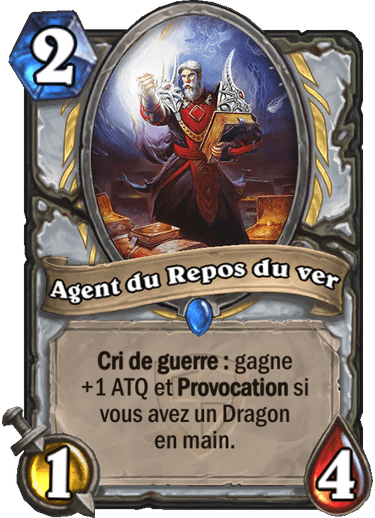 2
Agent du Repos du ver
Cri de guerre : gagne
+1 ATQ et Provocation si
vous avez un Dragon
en main.
1
4